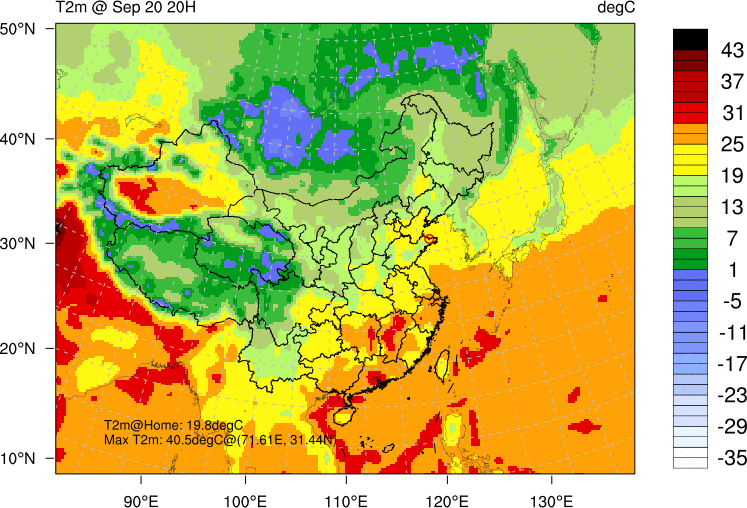 T2m @ Sep 20 20H
degC
50°N
40°N
30°N
20°N
10°N
90°E
100°E
110°E
120°E
130°E
T2m@Home: 19.8degC
Max T2m: 40.5degC@(71.61E, 31.44N)
43
37
31
25
19
13
7
1
-5
-11
-17
-23
-29
-35